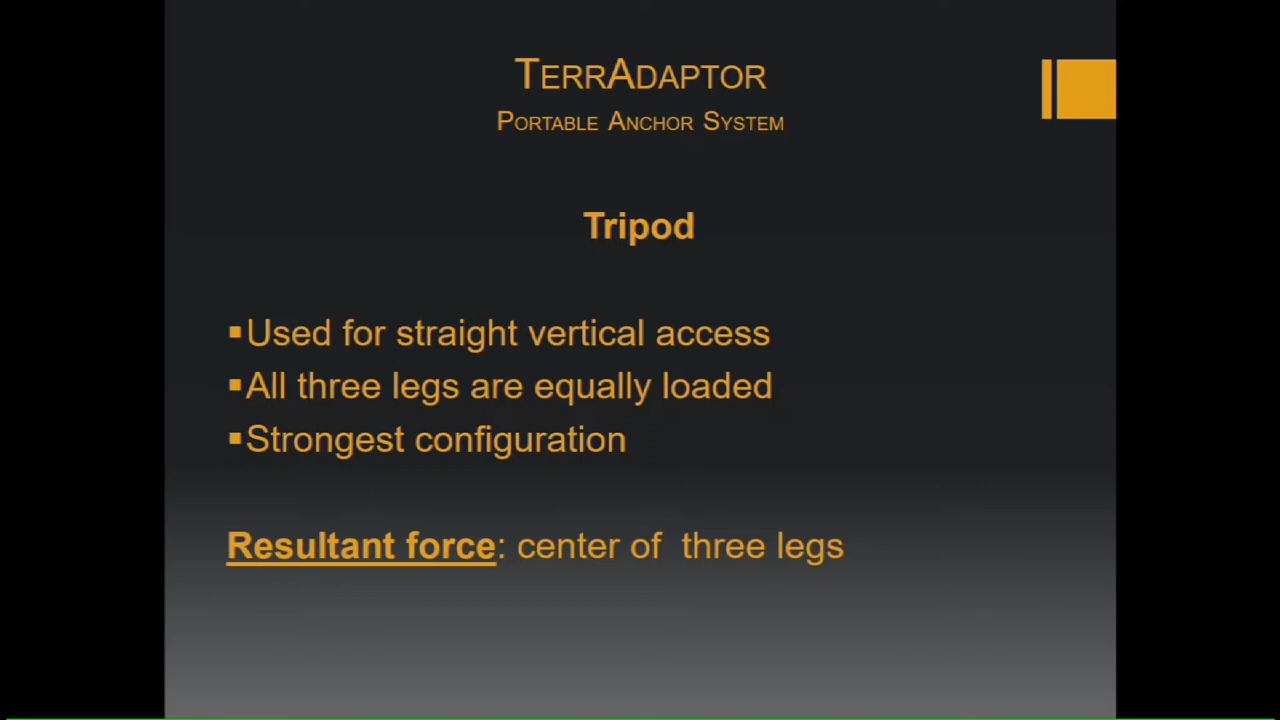 TERRADAPTOR
PORTABLE ANCHOR SYSTEM
Tripod
▪Used for straight vertical access
▪All three legs are equally loaded
▪Strongest configuration
Resultant force: center of three legs